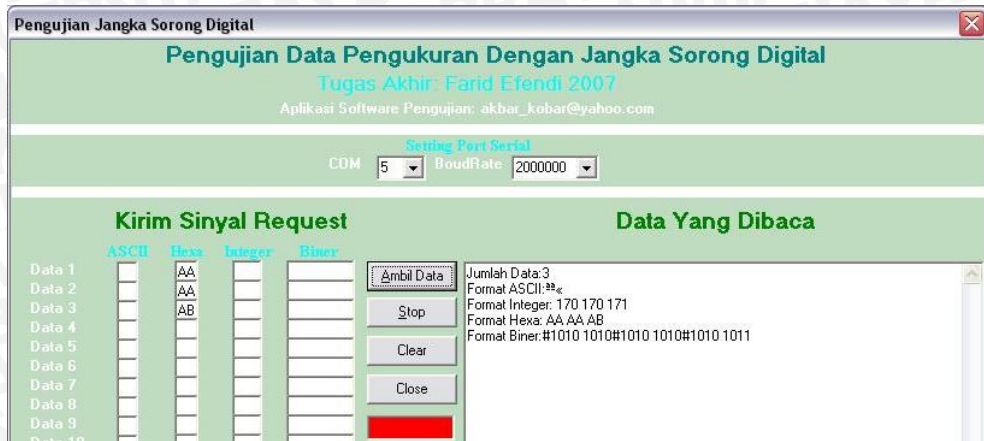 Pengujian Jangka Sorong Digital
Pengujian Data Pengukuran Dengan Jangka Sorong Digital
Tugas Akhir: Farid Efendi 2007
Aplikasi Software Pengujian: akbar_kobar@yahoo.com
Setting Port Serial
COM 5 BoudRate 2000000
Kirim Sinyal Request
ASCII Hexa Integer Biner
Data 1 AA
Data 2 AA
Data 3 AB
Data 4
Data 5
Data 6
Data 7
Data 8
Data 9
Data 10
Ambil Data
Stop
Clear
Close
Data Yang Dibaca
Jumlah Data:3
Format ASCII:ªª«
Format Integer: 170 170 171
Format Hexa: AA AA AB
Format Biner:#1010 1010#1010 1010#1010 1011